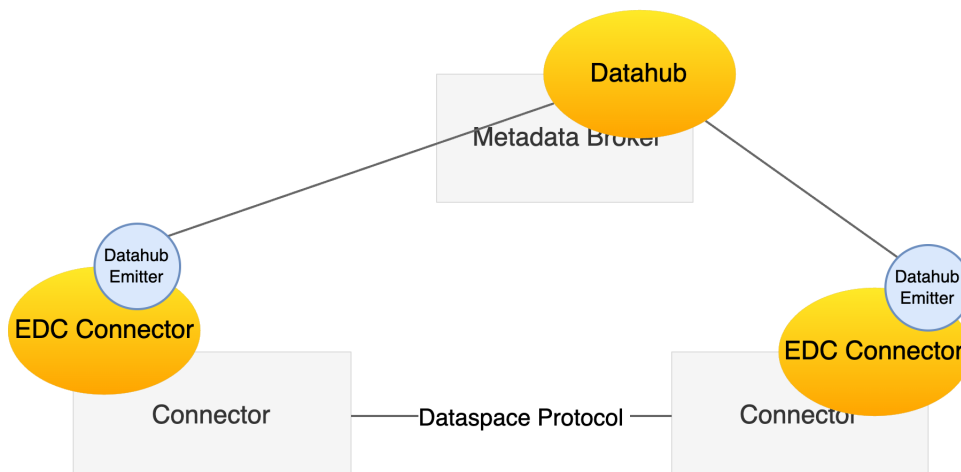 Datahub
Metadata Broker
Datahub
Emitter
EDC Connector
Datahub
Emitter
EDC Connector
Connector
Dataspace Protocol
Connector